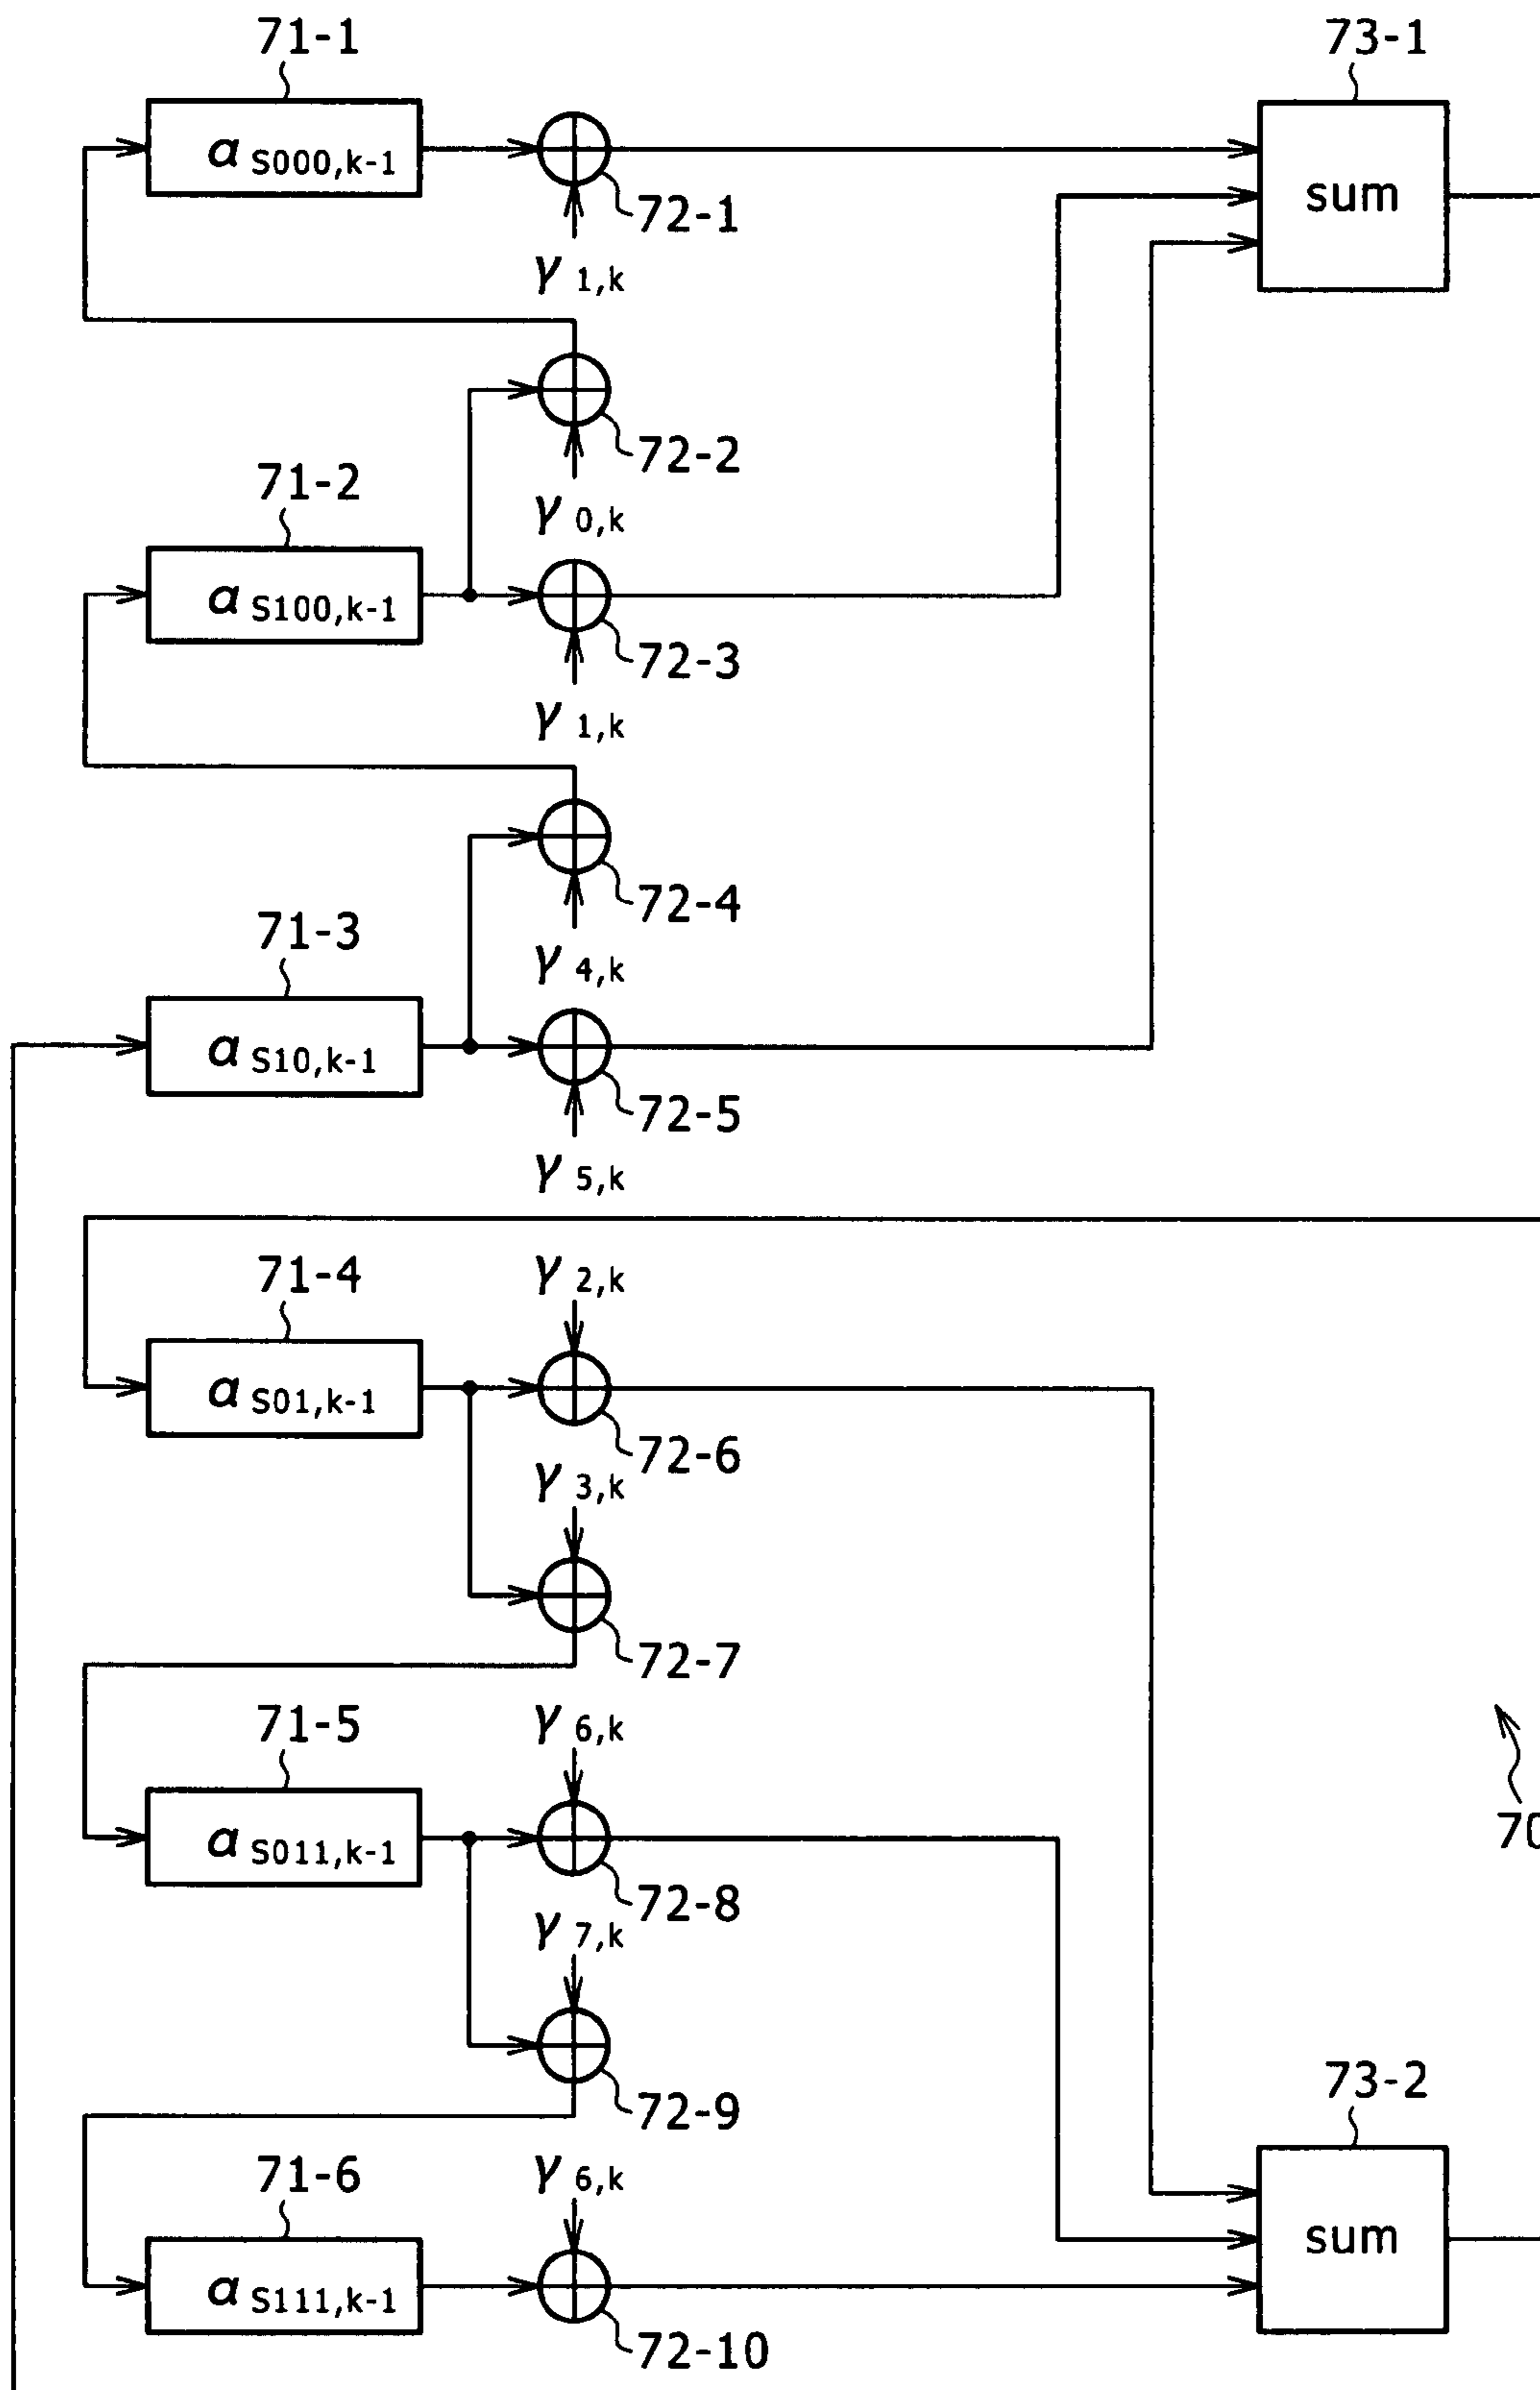 71-1
73-1
α S000,k-1
sum
72-1
γ 1,k
72-2
71-2
γ 0,k
α S100,k-1
72-3
γ 1,k
72-4
71-3
γ 4,k
α S10,k-1
72-5
γ 5,k
71-4
γ 2,k
α S01,k-1
72-6
γ 3,k
72-7
71-5
γ 6,k
70
α S011,k-1
72-8
γ 7,k
73-2
72-9
71-6
γ 6,k
sum
α S111,k-1
72-10